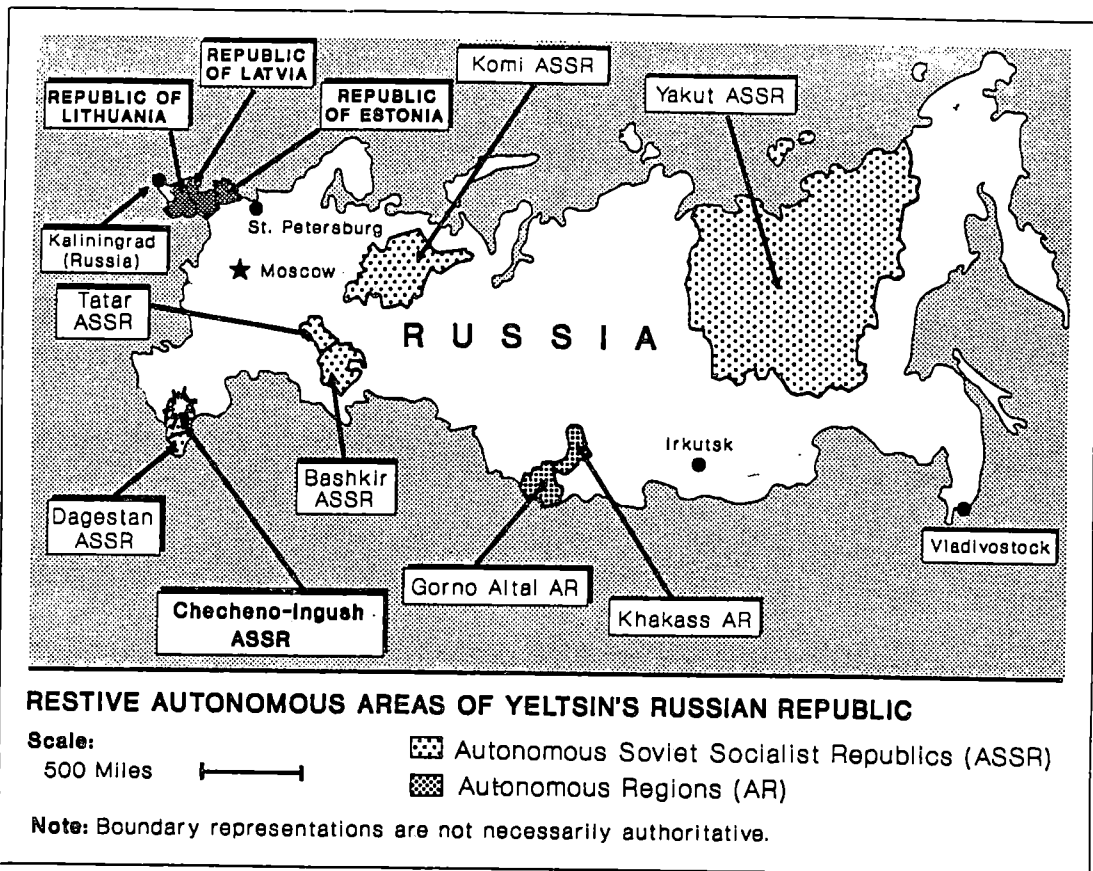 REPUBLIC
OF LATVIA
Komi ASSR
Yakut ASSR
REPUBLIC OF
LITHUANIA
REPUBLIC
OF ESTONIA
Kaliningrad
(Russia)
St. Petersburg
Moscow
Tatar
ASSR
RUSSIA
Irkutsk
Bashkir
ASSR
Dagestan
ASSR
Vladivostock
Gorno Altal AR
Khakass AR
Checheno-Ingush
ASSR
RESTIVE AUTONOMOUS AREAS OF YELTSIN'S RUSSIAN REPUBLIC
Scale:
500 Miles
Autonomous Soviet Socialist Republics (ASSR)
Autonomous Regions (AR)
Note: Boundary representations are not necessarily authoritative.